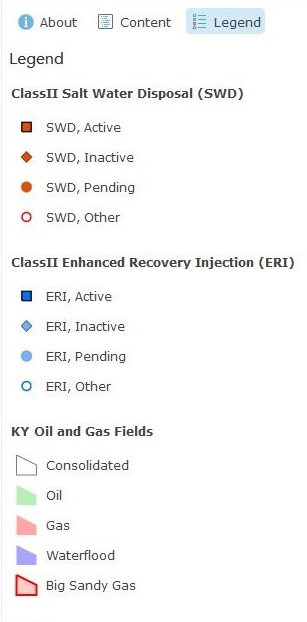 About Content Legend
Legend
ClassII Salt Water Disposal (SWD)
SWD, Active
SWD, Inactive
SWD, Pending
SWD, Other
ClassII Enhanced Recovery Injection (ERI)
ERI, Active
ERI, Inactive
ERI, Pending
ERI, Other
KY Oil and Gas Fields
Consolidated
Oil
Gas
Waterflood
Big Sandy Gas